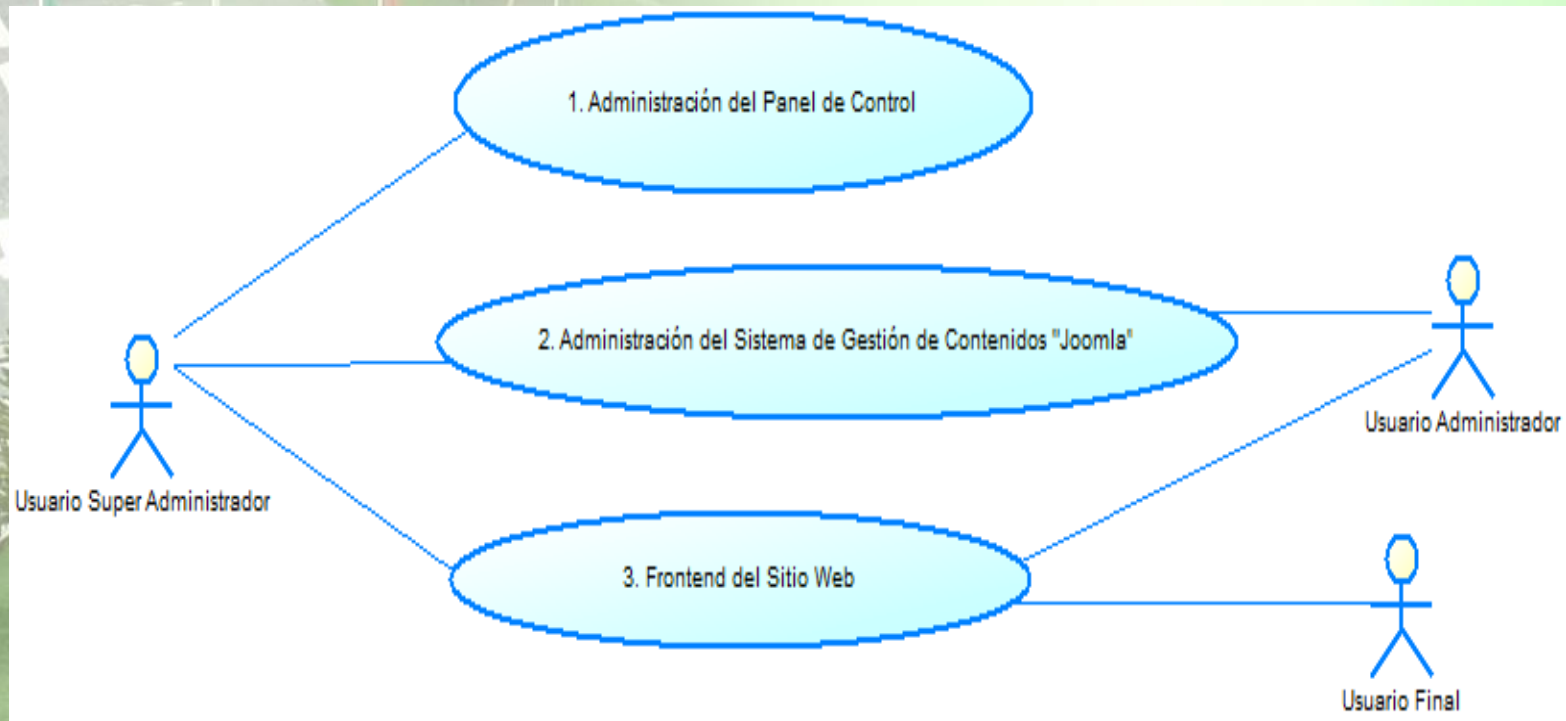 1. Administración del Panel de Control
2. Administración del Sistema de Gestión de Contenidos "Joomla"
Usuario Administrador
Usuario Super Administrador
3. Frontend del Sitio Web
Usuario Final